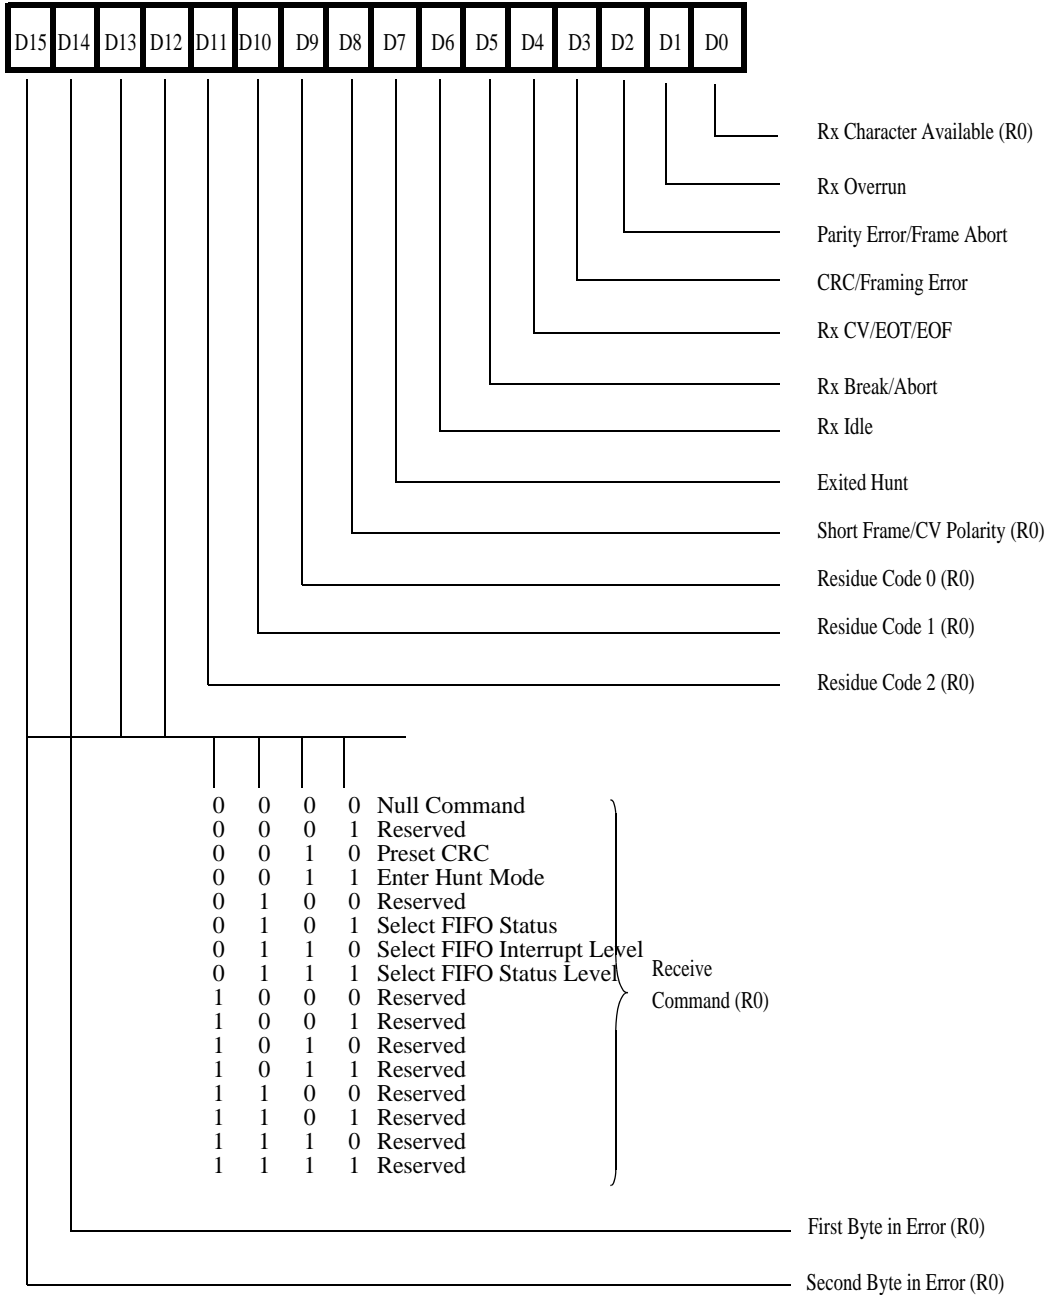 D15 D14 D13 D12 D11 D10 D9 D8 D7 D6 D5 D4 D3 D2 D1 D0
Rx Character Available (R0)
Rx Overrun
Parity Error/Frame Abort
CRC/Framing Error
Rx CV/EOT/EOF
Rx Break/Abort
Rx Idle
Exited Hunt
Short Frame/CV Polarity (R0)
Residue Code 0 (R0)
Residue Code 1 (R0)
Residue Code 2 (R0)
0 0 0 0 Null Command
0 0 0 1 Reserved
0 0 1 0 Preset CRC
0 0 1 1 Enter Hunt Mode
0 1 0 0 Reserved
0 1 0 1 Select FIFO Status
0 1 1 0 Select FIFO Interrupt Level
0 1 1 1 Select FIFO Status Level
1 0 0 0 Reserved
1 0 0 1 Reserved
1 0 1 0 Reserved
1 0 1 1 Reserved
1 1 0 0 Reserved
1 1 0 1 Reserved
1 1 1 0 Reserved
1 1 1 1 Reserved
Receive
Command (R0)
First Byte in Error (R0)
Second Byte in Error (R0)